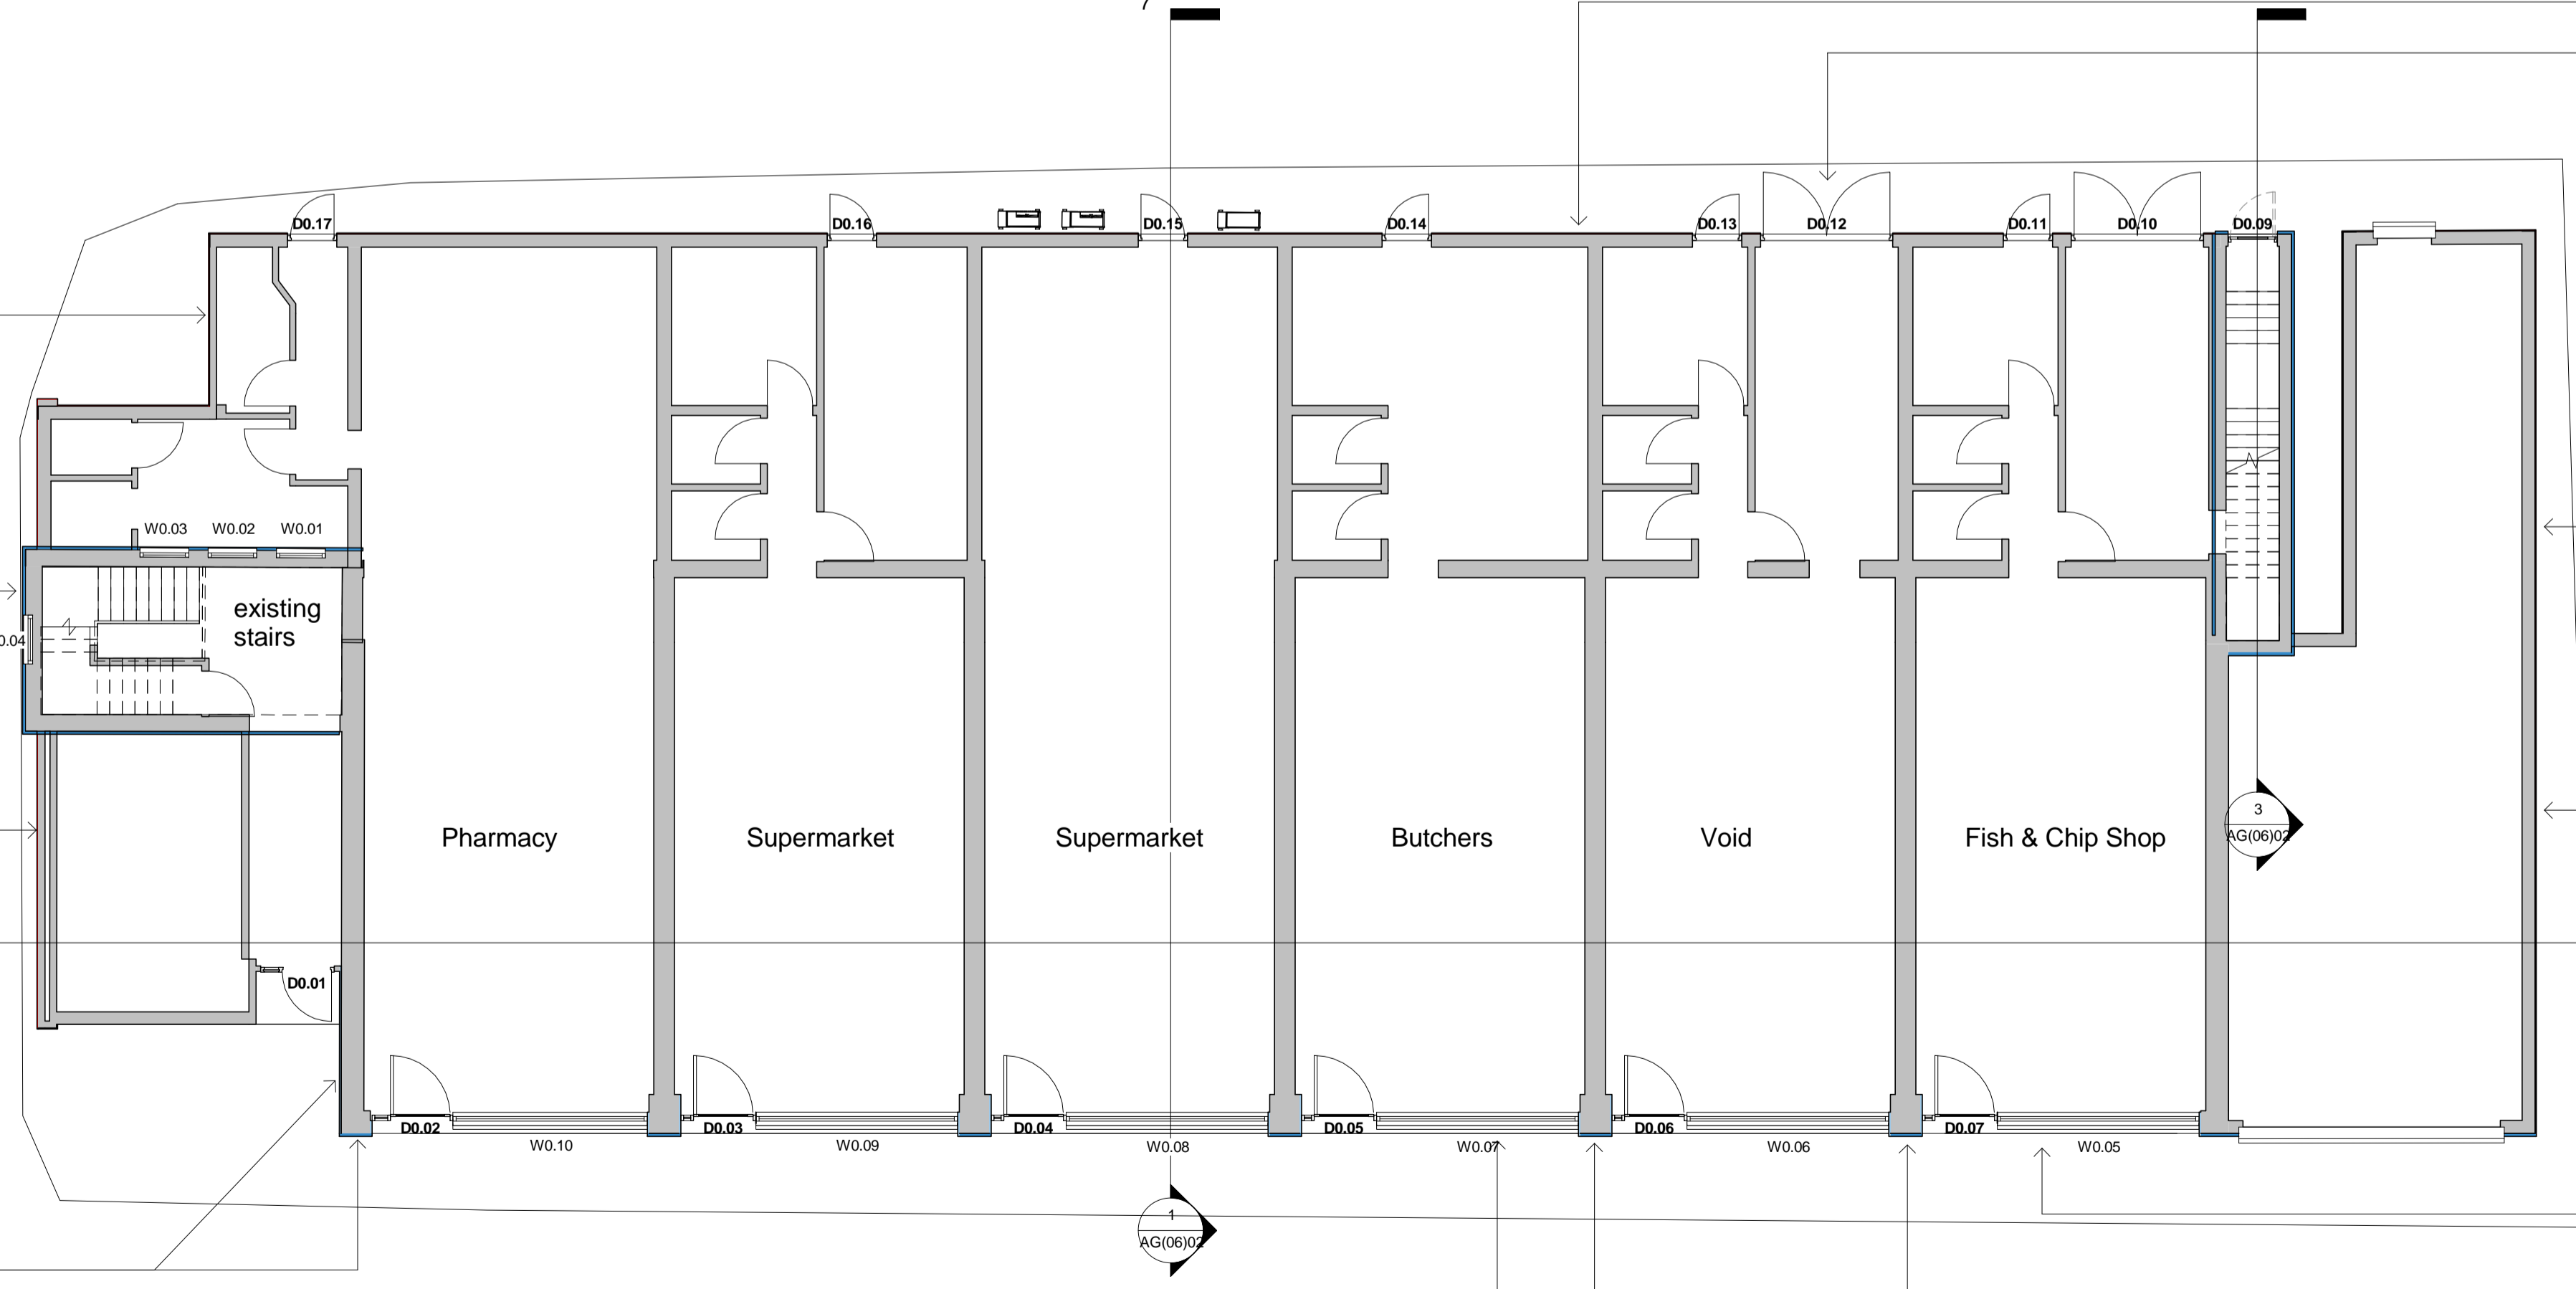 7
D0.17
D0.16
D0.15
D0.14
D0.13
D0.12
D0.11
D0.10
D0.09
W0.03
W0.02
W0.01
existing
stairs
0.04
Pharmacy
Supermarket
Supermarket
Butchers
Void
Fish & Chip Shop
3
AG(06)02
D0.01
D0.02
D0.03
D0.04
D0.05
D0.06
D0.07
W0.10
W0.09
W0.08
W0.07
W0.06
W0.05
1
AG(06)02